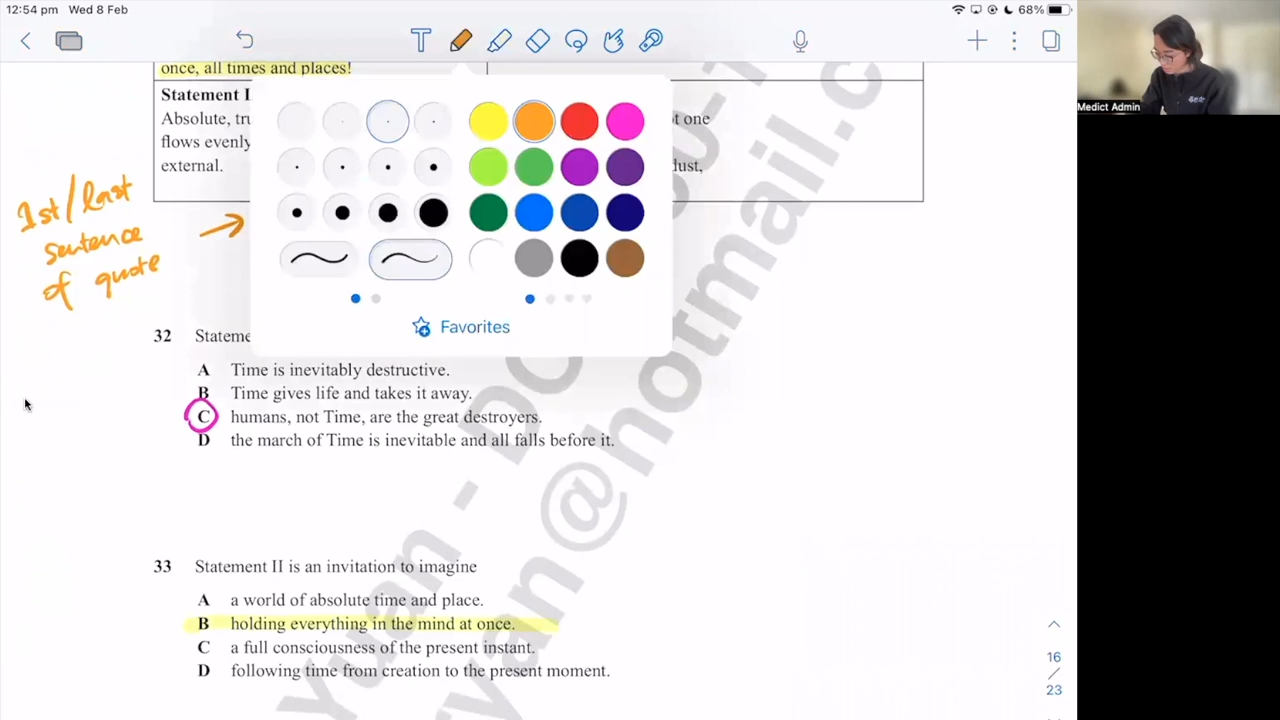 12:54 pm Wed 8 Feb
68%
T
once, all times and places!
Statement I
Absolute, tru
ot one
flows evenly
external.
dust,
1st/last
sentence
of quote
Favorites
32 Stateme
A Time is inevitably destructive.
B Time gives life and takes it away.
C humans, not Time, are the great destroyers.
D the march of Time is inevitable and all falls before it.
33 Statement II is an invitation to imagine
A a world of absolute time and place.
B holding everything in the mind at once.
C a full consciousness of the present instant.
D following time from creation to the present moment.
16
/
23
Medict Admin
Yuan - DO
ryan@hotmail.c